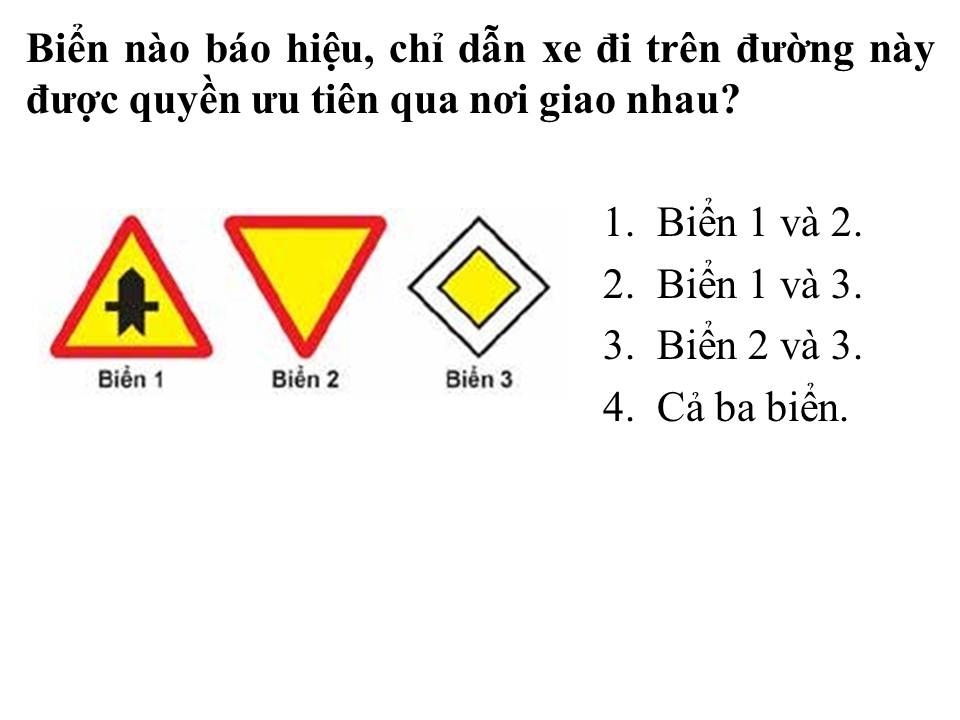 Biển nào báo hiệu, chỉ dẫn xe đi trên đường này
được quyền ưu tiên qua nơi giao nhau?
1. Biển 1 và 2.
2. Biển 1 và 3.
3. Biển 2 và 3.
4. Cả ba biển.
Biển 1
Biển 2
Biển 3